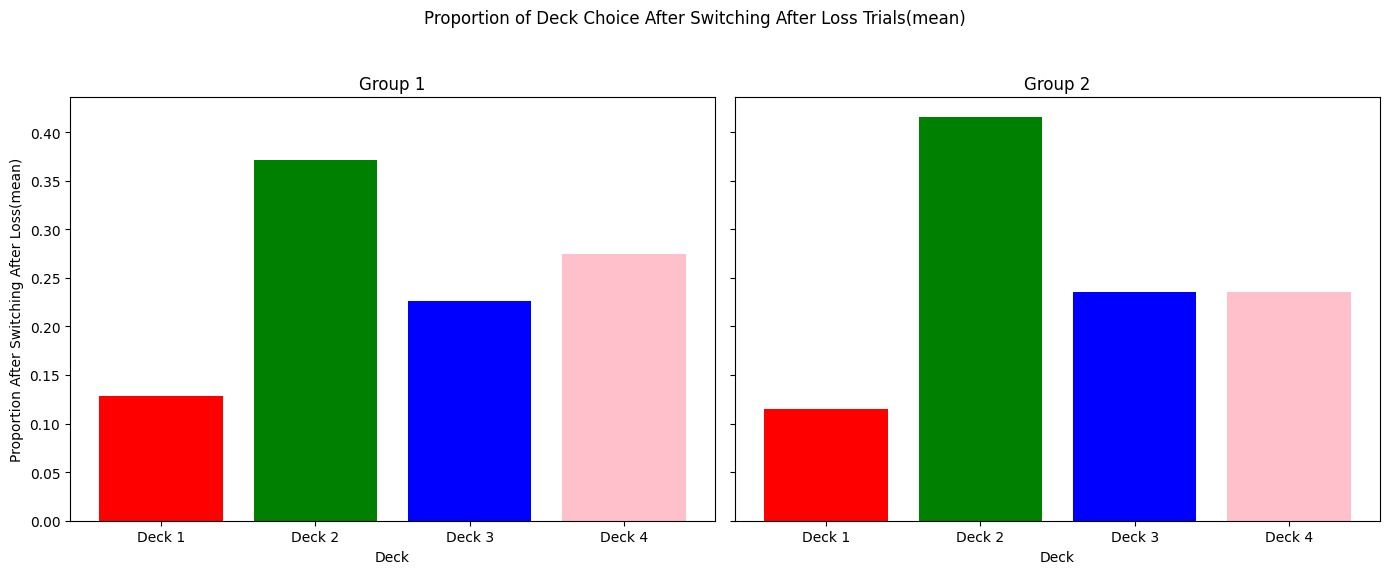 Proportion of Deck Choice After Switching After Loss Trials(mean)
Group 1
Group 2
Proportion After Switching After Loss(mean)
0.40
0.35
0.30
0.25
0.20
0.15
0.10
0.05
0.00
Deck 1 Deck 2 Deck 3 Deck 4
Deck
Deck 1 Deck 2 Deck 3 Deck 4
Deck